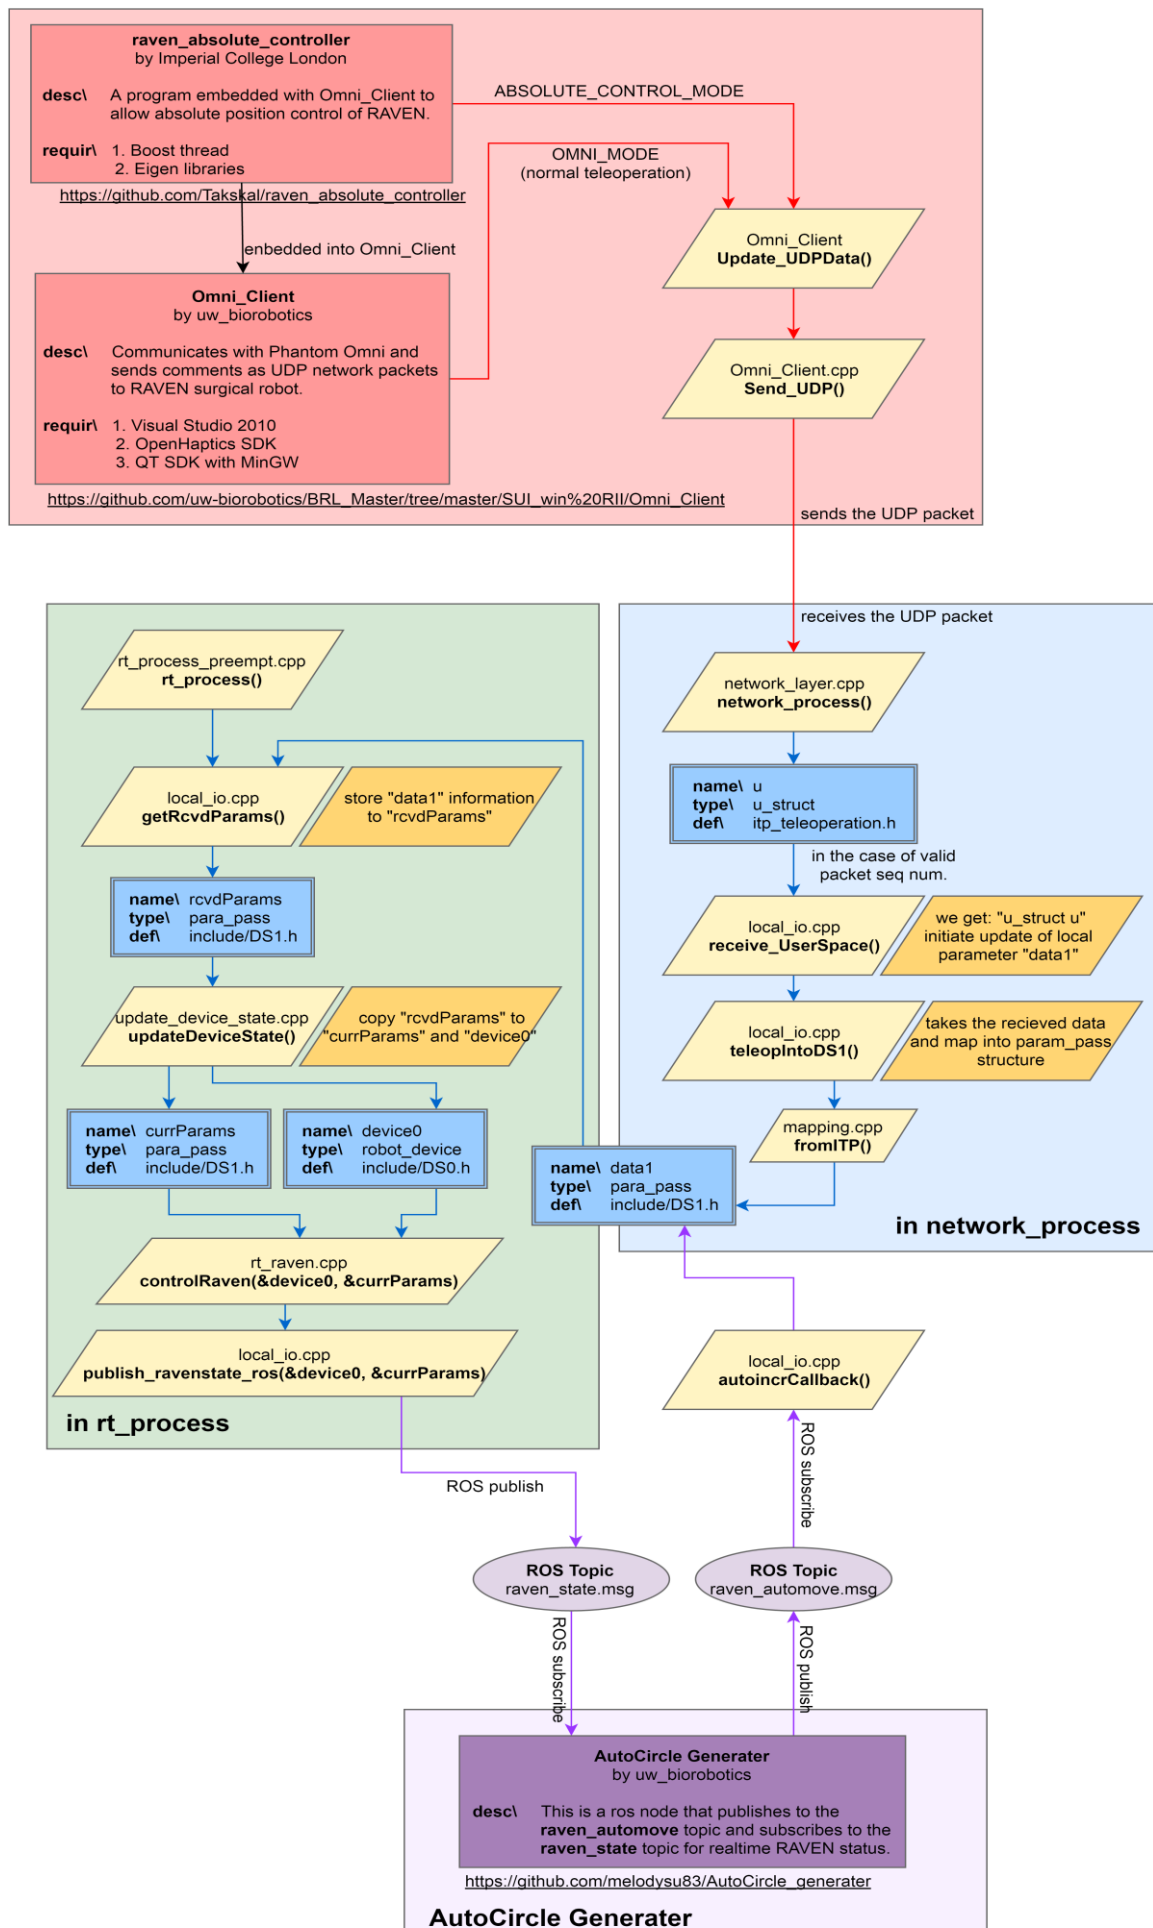 raven_absolute_controller
by Imperial College London
desc\ A program embedded with Omni_Client to
allow absolute position control of RAVEN.
requir\ 1. Boost thread
2. Eigen libraries
https://github.com/Takskal/raven_absolute_controller
ABSOLUTE_CONTROL_MODE
OMNI_MODE
(normal teleoperation)
enbedded into Omni_Client
Omni_Client
by uw_biorobotics
desc\ Communicates with Phantom Omni and
sends comments as UDP network packets
to RAVEN surgical robot.
requir\ 1. Visual Studio 2010
2. OpenHaptics SDK
3. QT SDK with MinGW
https://github.com/uw-biorobotics/BRL_Master/tree/master/SUI_win%20RII/Omni_Client
Omni_Client
Update_UDPData()
Omni_Client.cpp
Send_UDP()
sends the UDP packet
receives the UDP packet
rt_process_preempt.cpp
rt_process()
local_io.cpp
getRcvdParams()
store "data1" information
to "rcvdParams"
name\ rcvdParams
type\ para_pass
def\ include/DS1.h
update_device_state.cpp
updateDeviceState()
copy "rcvdParams" to
"currParams" and "device0"
name\ currParams
type\ para_pass
def\ include/DS1.h
name\ device0
type\ robot_device
def\ include/DS0.h
rt_raven.cpp
controlRaven(&device0, &currParams)
local_io.cpp
publish_ravenstate_ros(&device0, &currParams)
in rt_process
network_layer.cpp
network_process()
name\ u
type\ u_struct
def\ itp_teleoperation.h
in the case of valid
packet seq num.
local_io.cpp
receive_UserSpace()
we get: "u_struct u"
initiate update of local
parameter "data1"
local_io.cpp
teleopIntoDS1()
takes the recieved data
and map into param_pass
structure
mapping.cpp
fromITP()
name\ data1
type\ para_pass
def\ include/DS1.h
in network_process
local_io.cpp
autoincrCallback()
ROS publish
ROS subscribe
ROS Topic
raven_state.msg
ROS Topic
raven_automove.msg
ROS subscribe
ROS publish
AutoCircle Generater
by uw_biorobotics
desc\ This is a ros node that publishes to the
raven_automove topic and subscribes to the
raven_state topic for realtime RAVEN status.
https://github.com/melodysu83/AutoCircle_generater
AutoCircle Generater